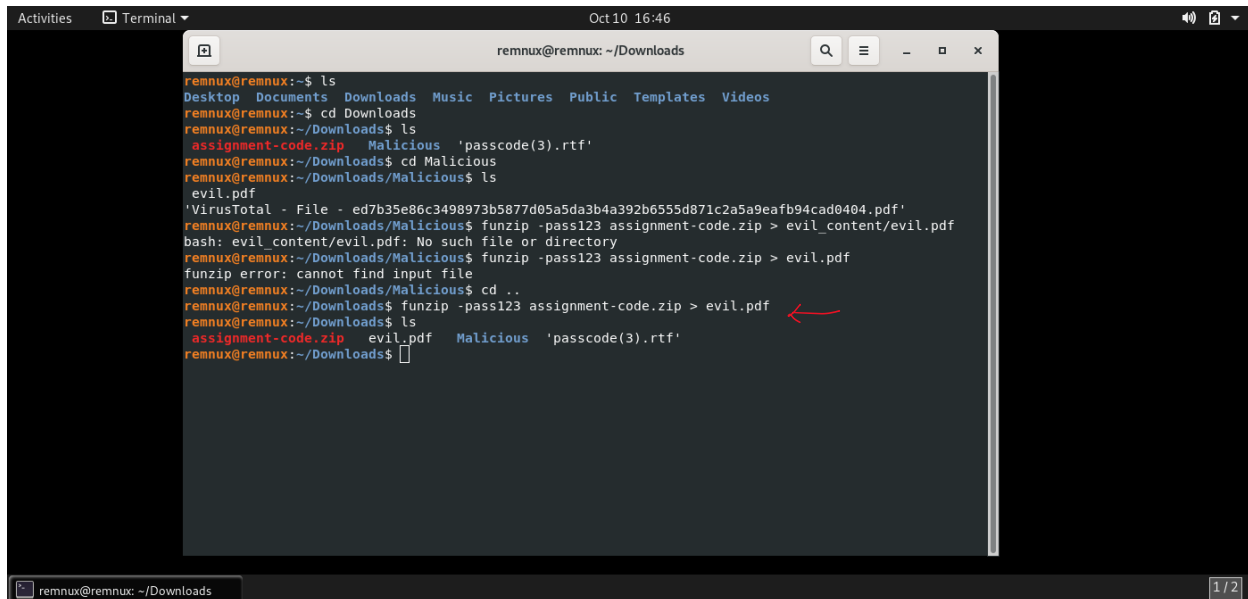 Activities Terminal Oct 10 16:46
remnux@remnux: ~/Downloads
remnux@remnux:~$ ls
Desktop Documents Downloads Music Pictures Public Templates Videos
remnux@remnux:~$ cd Downloads
remnux@remnux:~/Downloads$ ls
assignment-code.zip Malicious 'passcode(3).rtf'
remnux@remnux:~/Downloads$ cd Malicious
remnux@remnux:~/Downloads/Malicious$ ls
evil.pdf
'VirusTotal - File - ed7b35e86c3498973b5877d05a5da3b4a392b6555d871c2a5a9eafb94cad0404.pdf'
remnux@remnux:~/Downloads/Malicious$ funzip -pass123 assignment-code.zip > evil_content/evil.pdf
bash: evil_content/evil.pdf: No such file or directory
remnux@remnux:~/Downloads/Malicious$ funzip -pass123 assignment-code.zip > evil.pdf
funzip error: cannot find input file
remnux@remnux:~/Downloads/Malicious$ cd ..
remnux@remnux:~/Downloads$ funzip -pass123 assignment-code.zip > evil.pdf
remnux@remnux:~/Downloads$ ls
assignment-code.zip evil.pdf Malicious 'passcode(3).rtf'
remnux@remnux:~/Downloads$
remnux@remnux: ~/Downloads
1/2